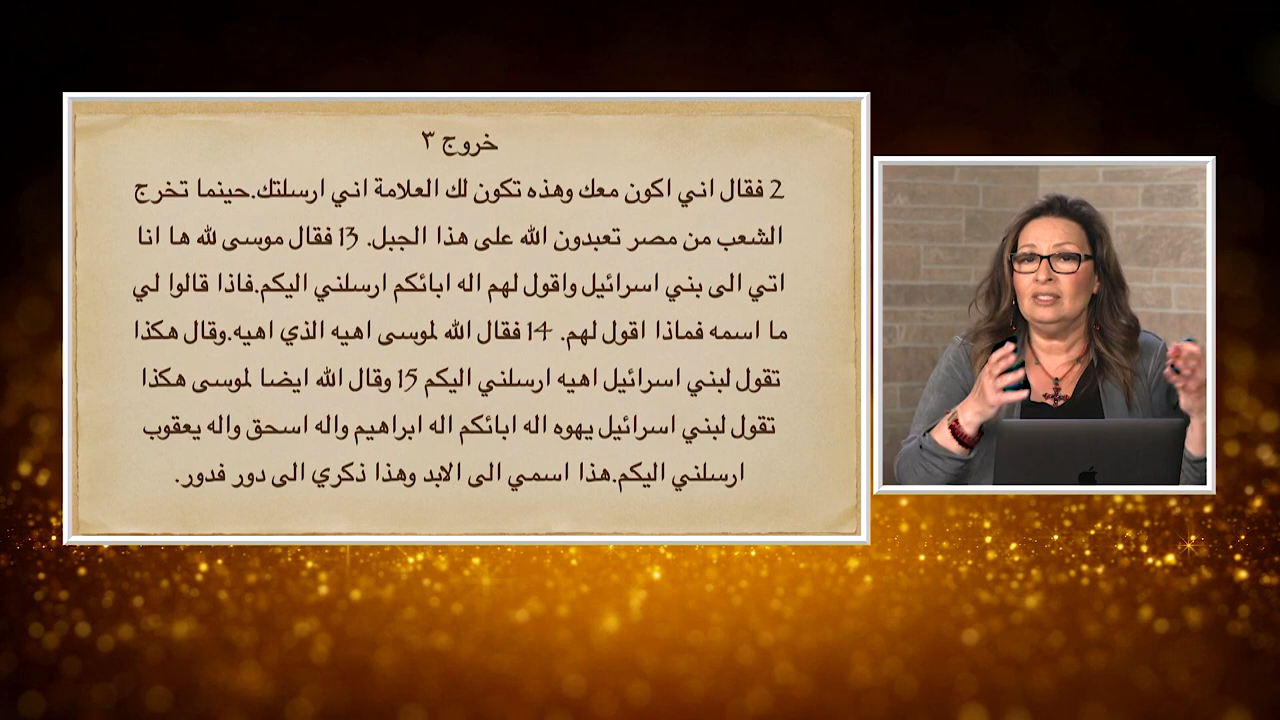 خروج ٣
2 فقال اني اكون معك وهذه تكون لك العلامة اني ارسلتك.حينما تخرج
الشعب من مصر تعبدون الله على هذا الجبل. 13 فقال موسى لله ها انا
اتي الى بني اسرائيل واقول لهم اله ابائكم ارسلني اليكم.فاذا قالوا لي
ما اسمه فماذا اقول لهم. 14 فقال الله لموسى اهيه الذي اهيه.وقال هكذا
تقول لبني اسرائيل اهيه ارسلني اليكم 15 وقال الله ايضا لموسى هكذا
تقول لبني اسرائيل يهوه اله ابائكم اله ابراهيم واله اسحق واله يعقوب
ارسلني اليكم.هذا اسمي الى الابد وهذا ذكري الى دور فدور.